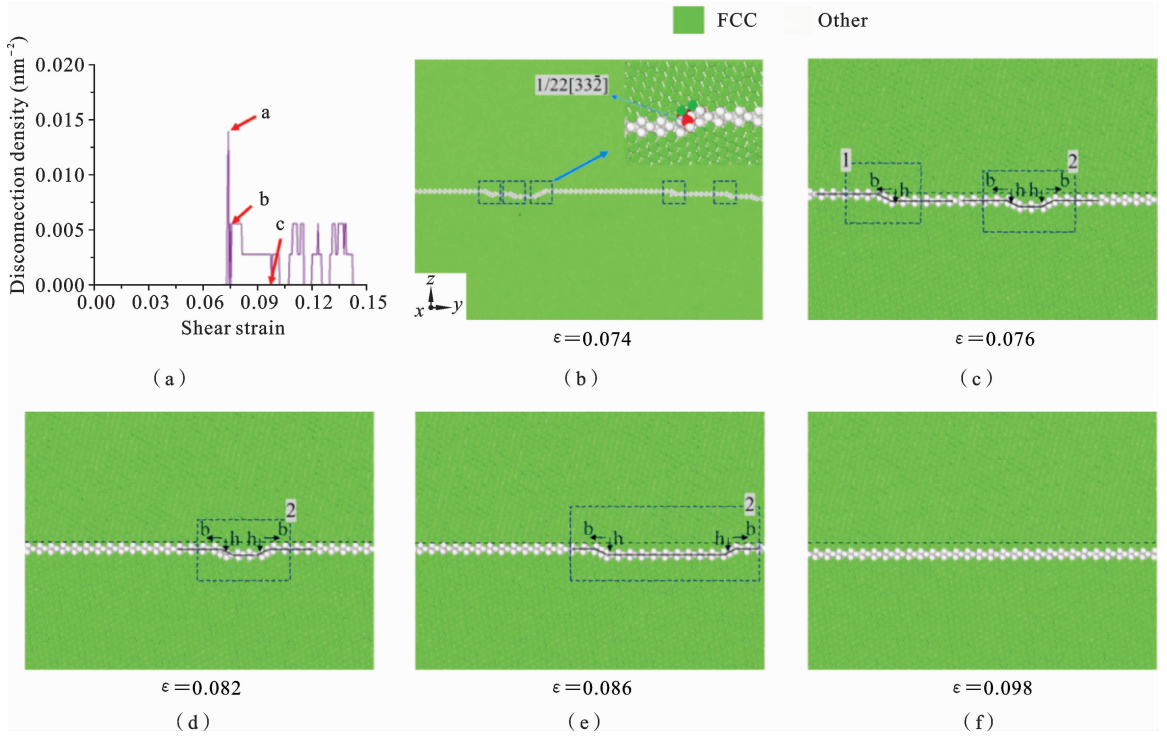 FCC Other
Disconnection density (nm⁻²)
0.020
0.015
0.010
0.005
0.000
a
b
c
0.00 0.03 0.06 0.09 0.12 0.15
Shear strain
(a)
1/22[332̄]
z
x y
ε=0.074
(b)
1
b
h
2
b h h b
ε=0.076
(c)
2
b h h b
ε=0.082
(d)
2
b h h b
ε=0.086
(e)
ε=0.098
(f)